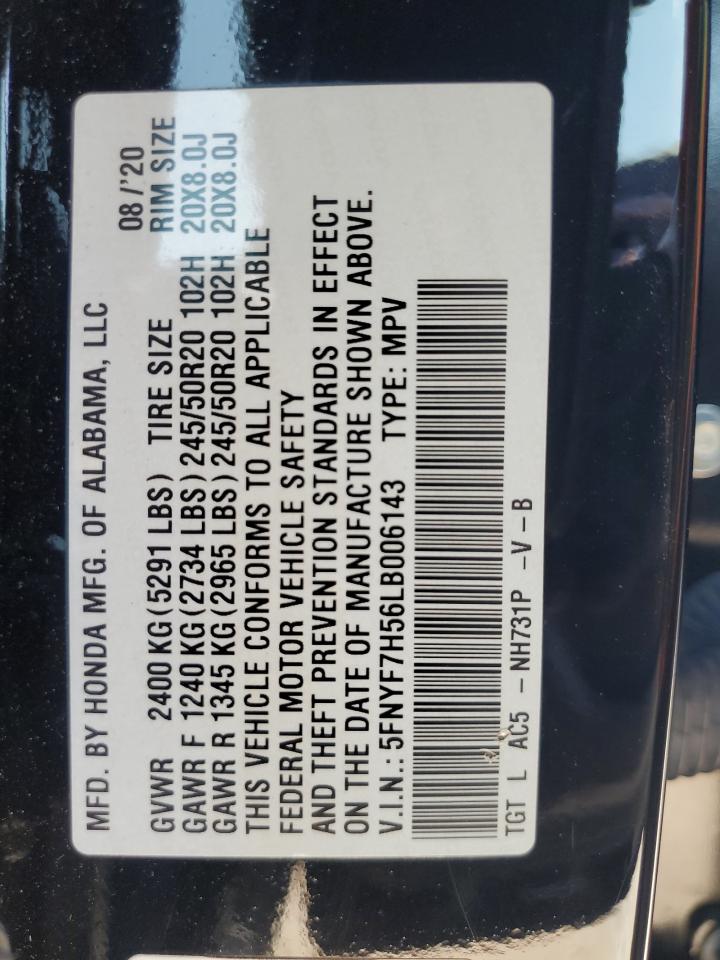 MFD. BY HONDA MFG. OF ALABAMA, LLC
08 /'20
GVWR 2400 KG (5291 LBS) TIRE SIZE RIM SIZE
GAWR F 1240 KG (2734 LBS) 245/50R20 102H 20X8.0J
GAWR R 1345 KG (2965 LBS) 245/50R20 102H 20X8.0J
THIS VEHICLE CONFORMS TO ALL APPLICABLE
FEDERAL MOTOR VEHICLE SAFETY
AND THEFT PREVENTION STANDARDS IN EFFECT
ON THE DATE OF MANUFACTURE SHOWN ABOVE.
V.I.N.: 5FNYF7H56LB006143 TYPE: MPV
TGT L AC5 - NH731P -V -B